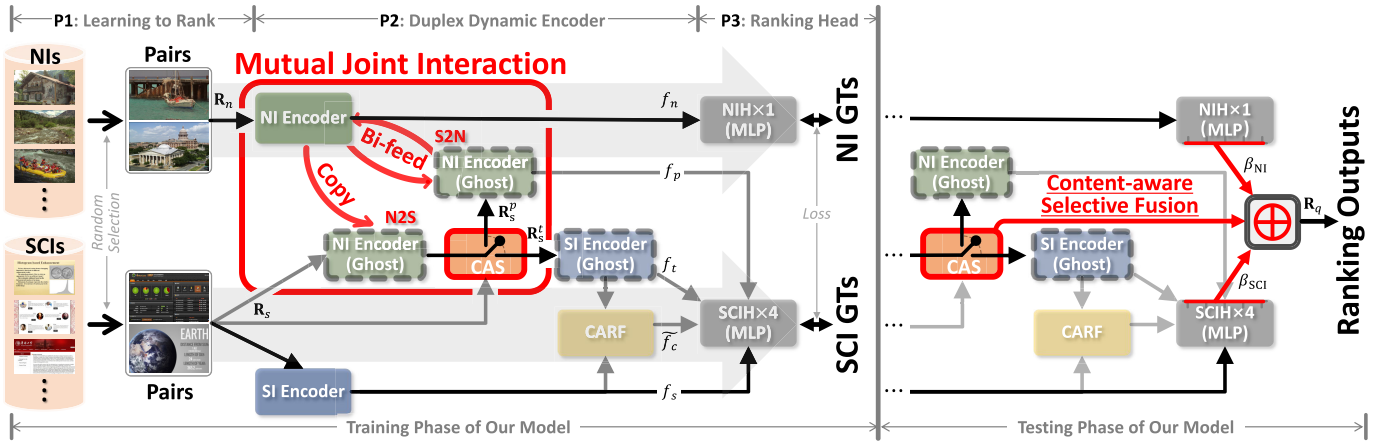 P1: Learning to Rank
P2: Duplex Dynamic Encoder
P3: Ranking Head
NIs
Pairs
Mutual Joint Interaction
R_n
NI Encoder
f_n
NIH×1
(MLP)
NI GTs
Bi-feed
S2N
NI Encoder
(Ghost)
f_p
Copy
N2S
R_s^p
R_s^t
Random
Selection
Loss
SCIs
NI Encoder
(Ghost)
CAS
SI Encoder
(Ghost)
f_t
R_s
EARTH
CARF
f̃_c
SCIH×4
(MLP)
SCI GTs
Pairs
SI Encoder
f_s
Training Phase of Our Model
...
NIH×1
(MLP)
NI Encoder
(Ghost)
β_NI
Content-aware
Selective Fusion
R_q
Ranking Outputs
...
CAS
SI Encoder
(Ghost)
β_SCI
...
CARF
SCIH×4
(MLP)
...
Testing Phase of Our Model